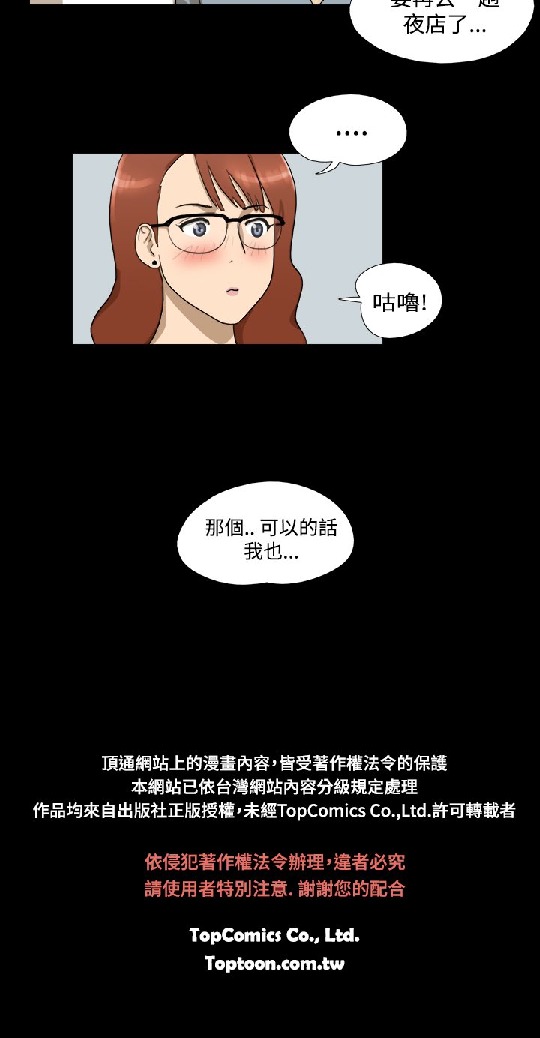 夜店了...
....
咕嚕!
那個.. 可以的話
我也...
頂通網站上的漫畫內容，皆受著作權法令的保護
本網站已依台灣網站內容分級規定處理
作品均來自出版社正版授權，未經TopComics Co.,Ltd.許可轉載者
依侵犯著作權法令辦理，違者必究
請使用者特別注意. 謝謝您的配合
TopComics Co., Ltd.
Toptoon.com.tw